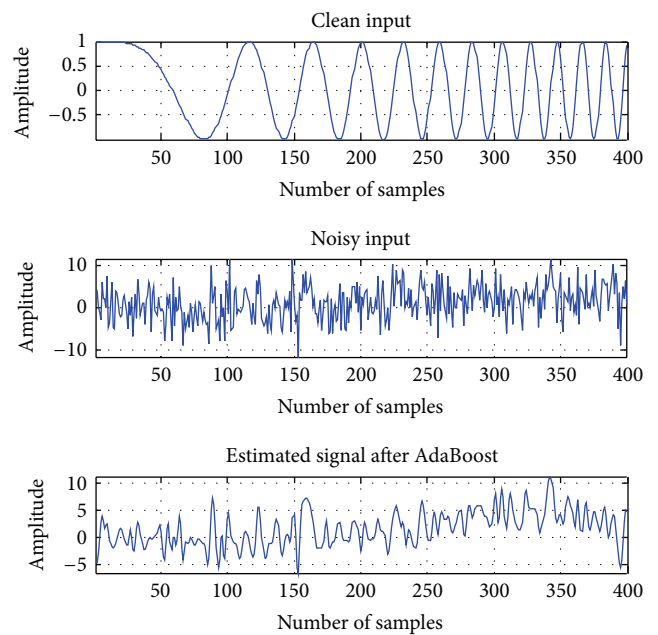 Clean input
Amplitude
1
0.5
0
−0.5
50 100 150 200 250 300 350 400
Number of samples
Noisy input
Amplitude
10
0
−10
50 100 150 200 250 300 350 400
Number of samples
Estimated signal after AdaBoost
Amplitude
10
5
0
−5
50 100 150 200 250 300 350 400
Number of samples